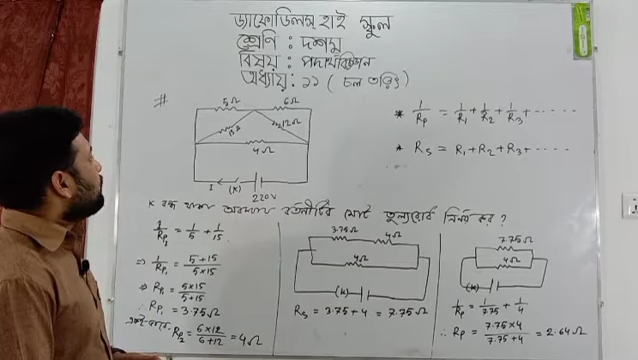 ড্যাফোডিলস্ হাই স্কুল
শ্রেণি : দশম
বিষয় : পদার্থবিজ্ঞান
অধ্যায় : ১১ ( চল তড়িৎ )
#
5Ω 6Ω
15Ω 12Ω
4Ω
I (K)
220V
* 1/Rp = 1/R1 + 1/R2 + 1/R3 + - - - - -
* Rs = R1 + R2 + R3 + - - - -
K বদ্ধ থাকা অবস্থায় বর্তনীটির মোট তুল্যরোধ নির্ণয় কর ?
1/Rp1 = 1/5 + 1/15
⇒ 1/Rp1 = (5+15)/(5×15)
⇒ Rp1 = (5×15)/(5+15)
∴ Rp1 = 3.75Ω
Rp2 = (6×12)/(6+12) = 4Ω
3.75Ω 4Ω
4Ω
(K)
Rs = 3.75 + 4 = 7.75Ω
7.75Ω
4Ω
(K)
1/Rp = 1/7.75 + 1/4
∴ Rp = (7.75×4)/(7.75+4) = 2.64Ω